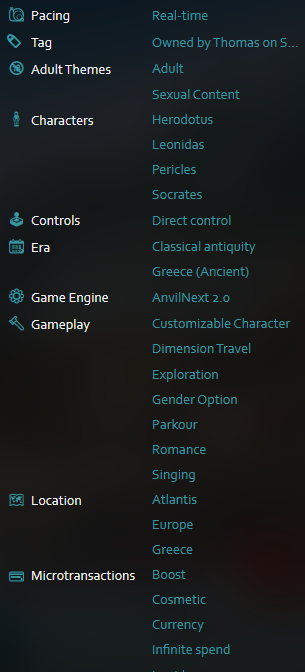 Pacing Real-time
Tag Owned by Thomas on S...
Adult Themes Adult
Sexual Content
Characters Herodotus
Leonidas
Pericles
Socrates
Controls Direct control
Era Classical antiquity
Greece (Ancient)
Game Engine AnvilNext 2.0
Gameplay Customizable Character
Dimension Travel
Exploration
Gender Option
Parkour
Romance
Singing
Location Atlantis
Europe
Greece
Microtransactions Boost
Cosmetic
Currency
Infinite spend